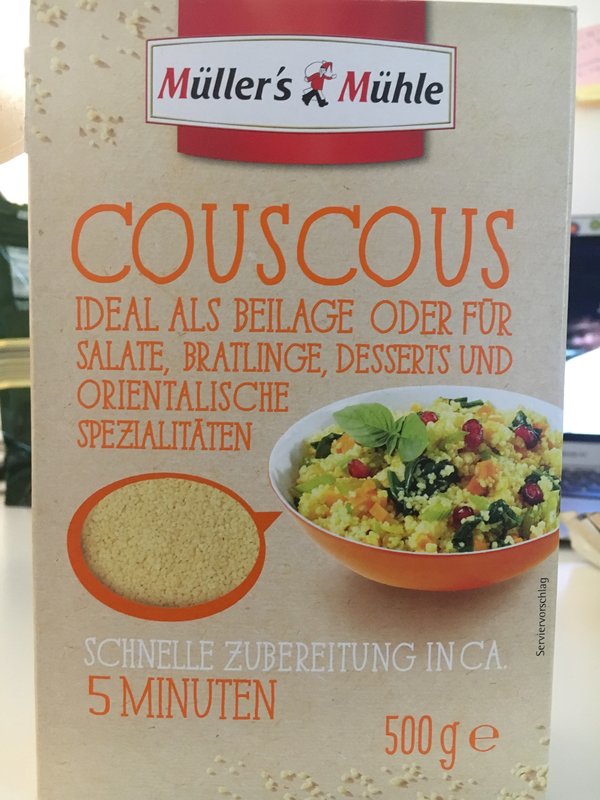 Müller's Mühle
COUSCOUS
IDEAL ALS BEILAGE ODER FÜR
SALATE, BRATLINGE, DESSERTS UND
ORIENTALISCHE
SPEZIALITÄTEN
Serviervorschlag
SCHNELLE ZUBEREITUNG IN CA.
5 MINUTEN
500 g ℮